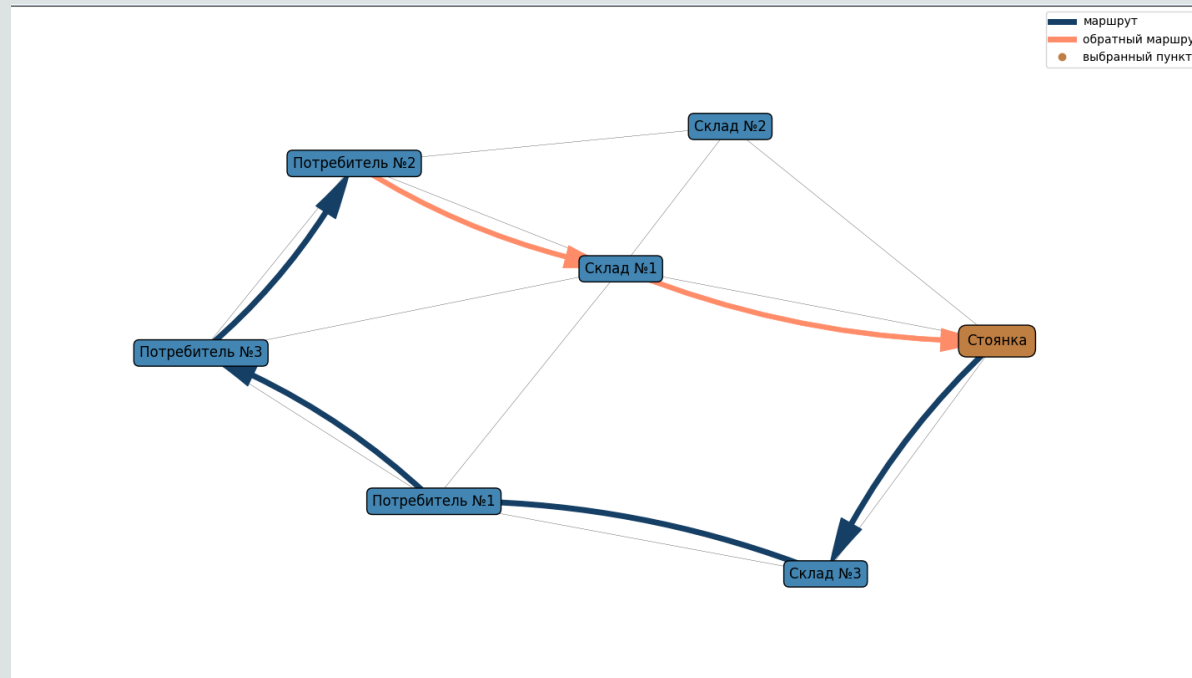 маршрут
обратный маршру
выбранный пункт
Склад №2
Потребитель №2
Склад №1
Стоянка
Потребитель №3
Потребитель №1
Склад №3